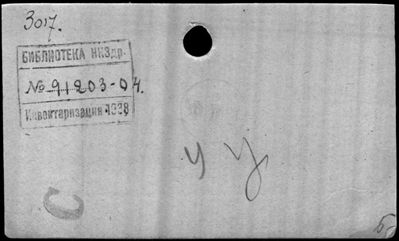 3017.
БИБЛИОТЕКА НКЗдр.
№ 91203-04.
Инвентаризация 1938
У У
С
Б